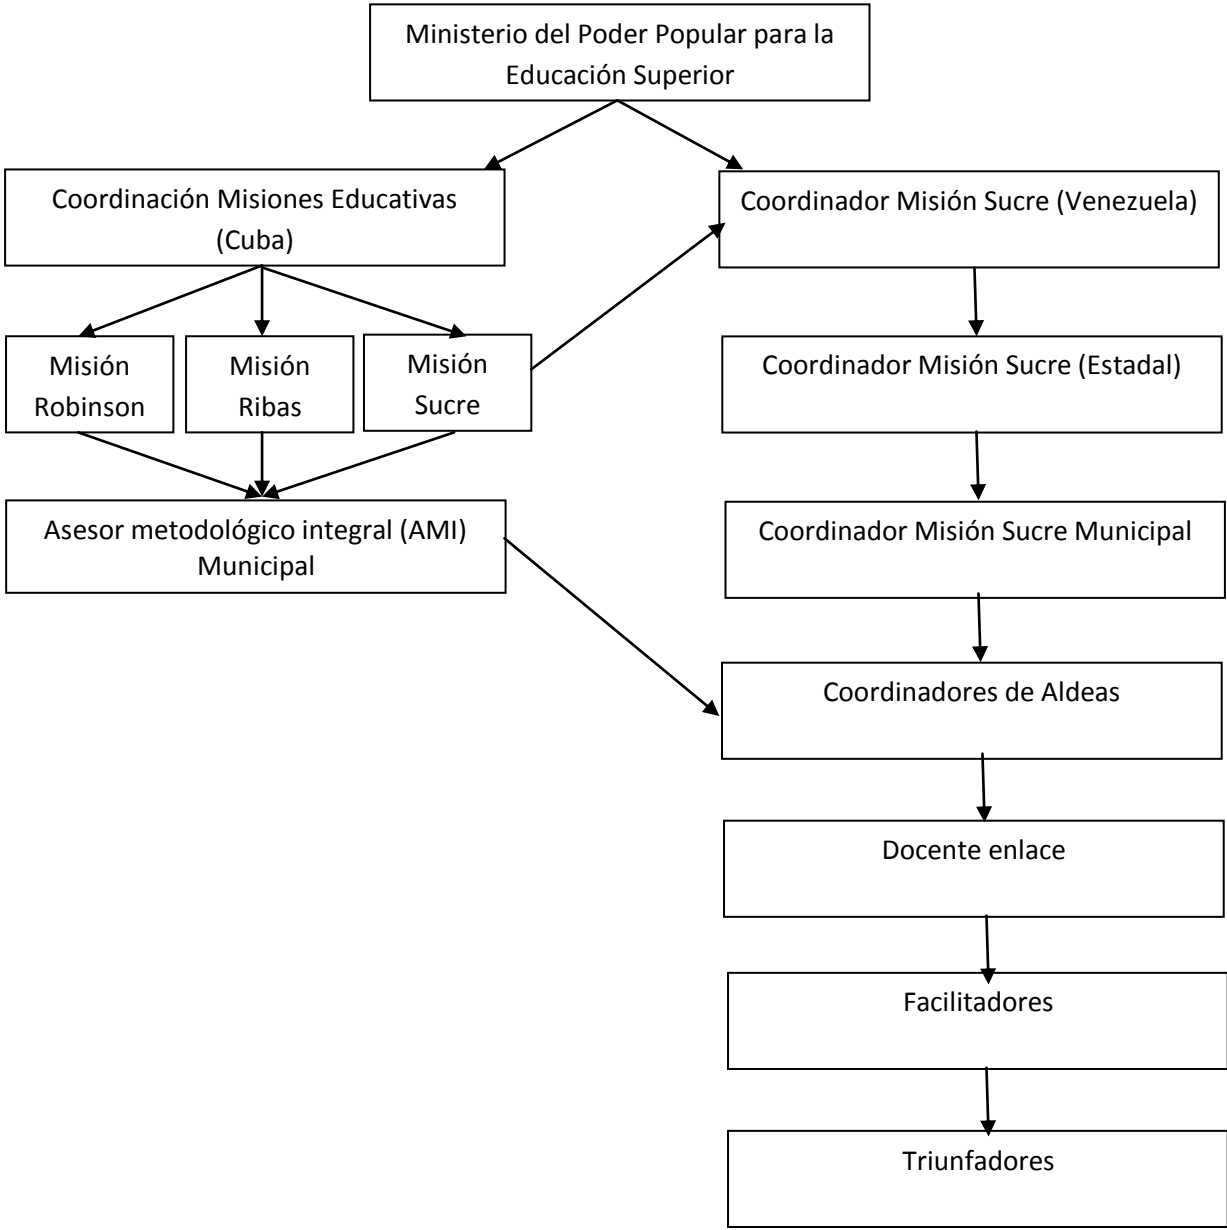 Ministerio del Poder Popular para la
Educación Superior
Coordinación Misiones Educativas
(Cuba)
Coordinador Misión Sucre (Venezuela)
Misión
Robinson
Misión
Ribas
Misión
Sucre
Coordinador Misión Sucre (Estadal)
Asesor metodológico integral (AMI)
Municipal
Coordinador Misión Sucre Municipal
Coordinadores de Aldeas
Docente enlace
Facilitadores
Triunfadores